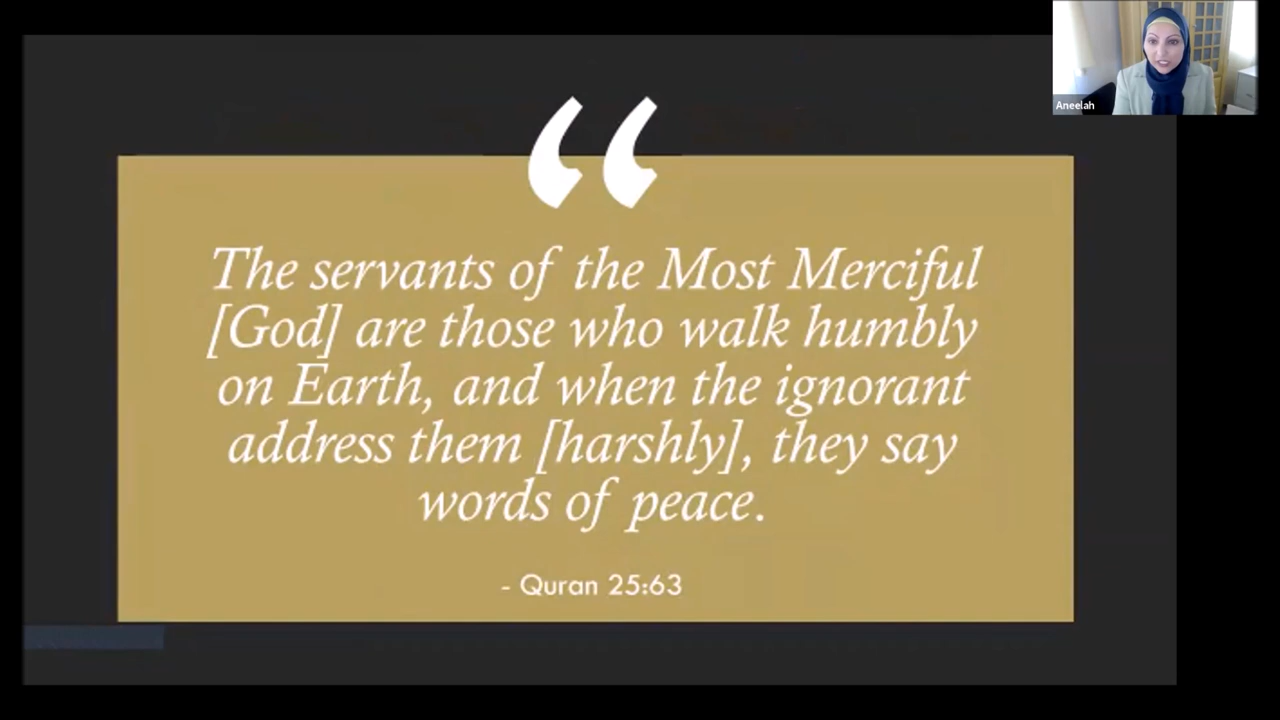 Aneelah
“
The servants of the Most Merciful
[God] are those who walk humbly
on Earth, and when the ignorant
address them [harshly], they say
words of peace.
- Quran 25:63